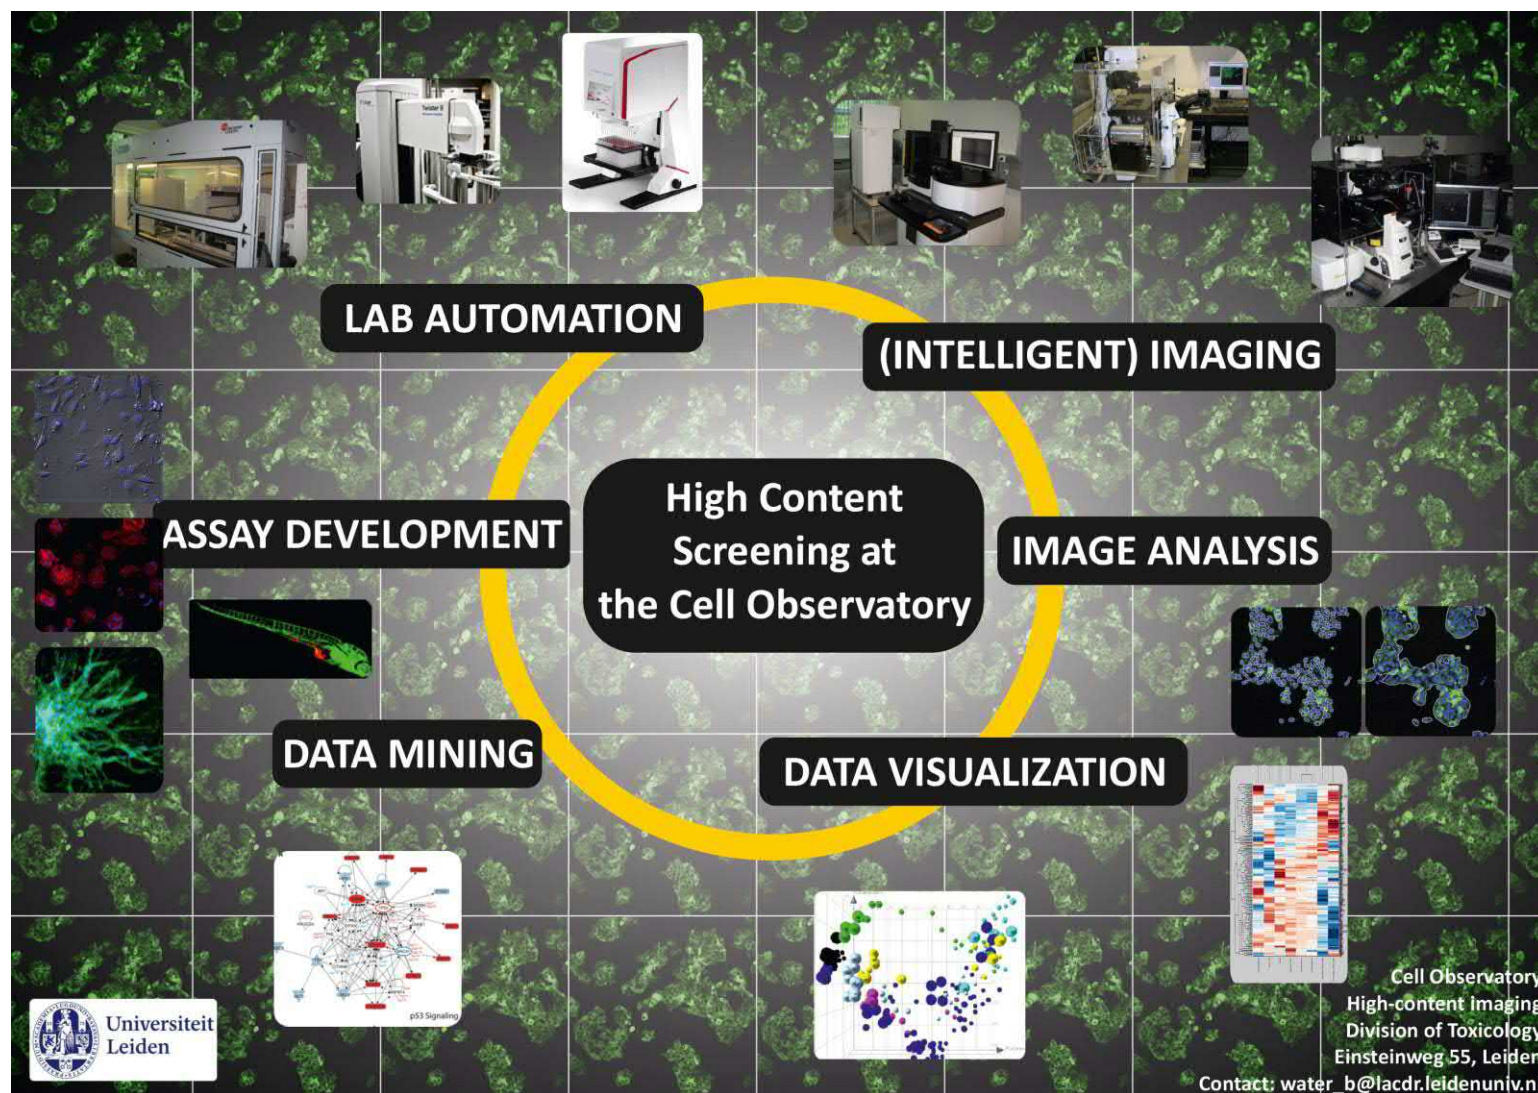 Twister II
LAB AUTOMATION
(INTELLIGENT) IMAGING
High Content
Screening at
the Cell Observatory
ASSAY DEVELOPMENT
IMAGE ANALYSIS
DATA MINING
DATA VISUALIZATION
p53 Signaling
Universiteit
Leiden
Cell Observatory
High-content imaging
Division of Toxicology
Einsteinweg 55, Leiden
Contact: water_b@lacdr.leidenuniv.n